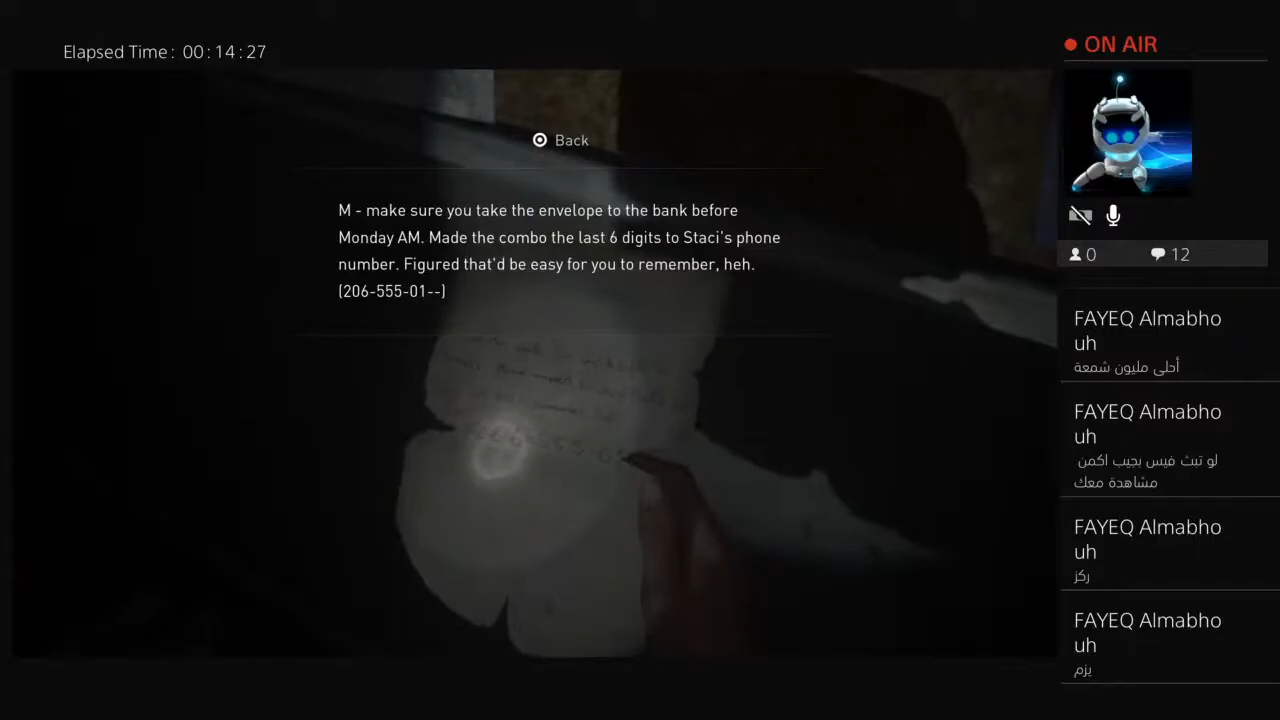 Elapsed Time: 00:14:27
ON AIR
Back
M - make sure you take the envelope to the bank before
Monday AM. Made the combo the last 6 digits to Staci's phone
number. Figured that'd be easy for you to remember, heh.
(206-555-01--)
0
12
FAYEQ Almabho
uh
أحلى مليون شمعة
FAYEQ Almabho
uh
لو تبث فيس بجيب اكمن
مشاهدة معك
FAYEQ Almabho
uh
ركز
FAYEQ Almabho
uh
يزم